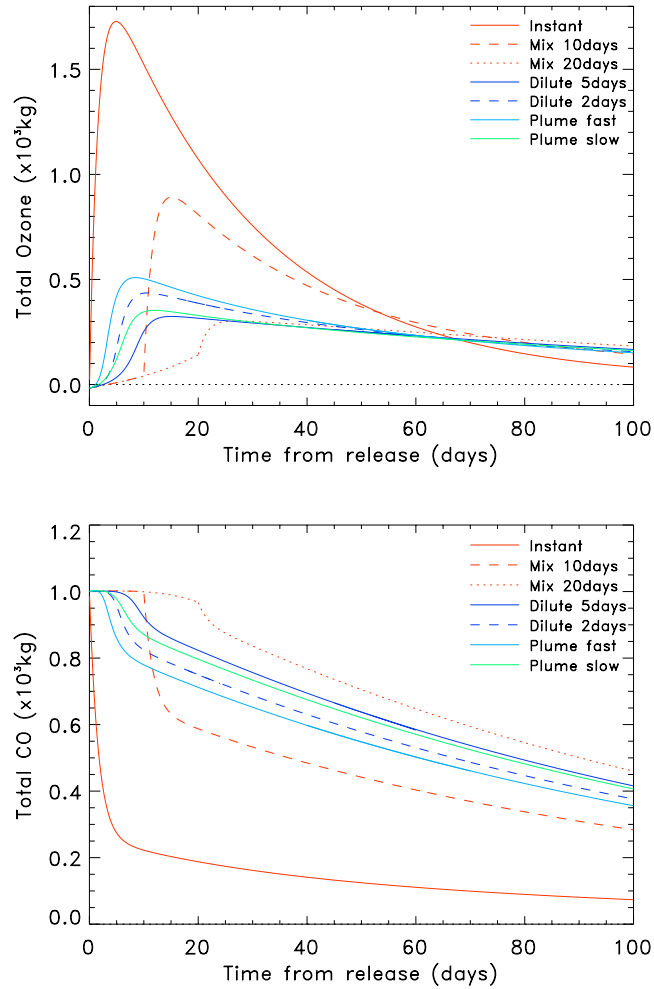 Total Ozone (x10³kg)
1.5
1.0
0.5
0.0
Instant
Mix 10days
Mix 20days
Dilute 5days
Dilute 2days
Plume fast
Plume slow
0 20 40 60 80 100
Time from release (days)
Total CO (x10³kg)
1.2
1.0
0.8
0.6
0.4
0.2
0.0
Instant
Mix 10days
Mix 20days
Dilute 5days
Dilute 2days
Plume fast
Plume slow
0 20 40 60 80 100
Time from release (days)